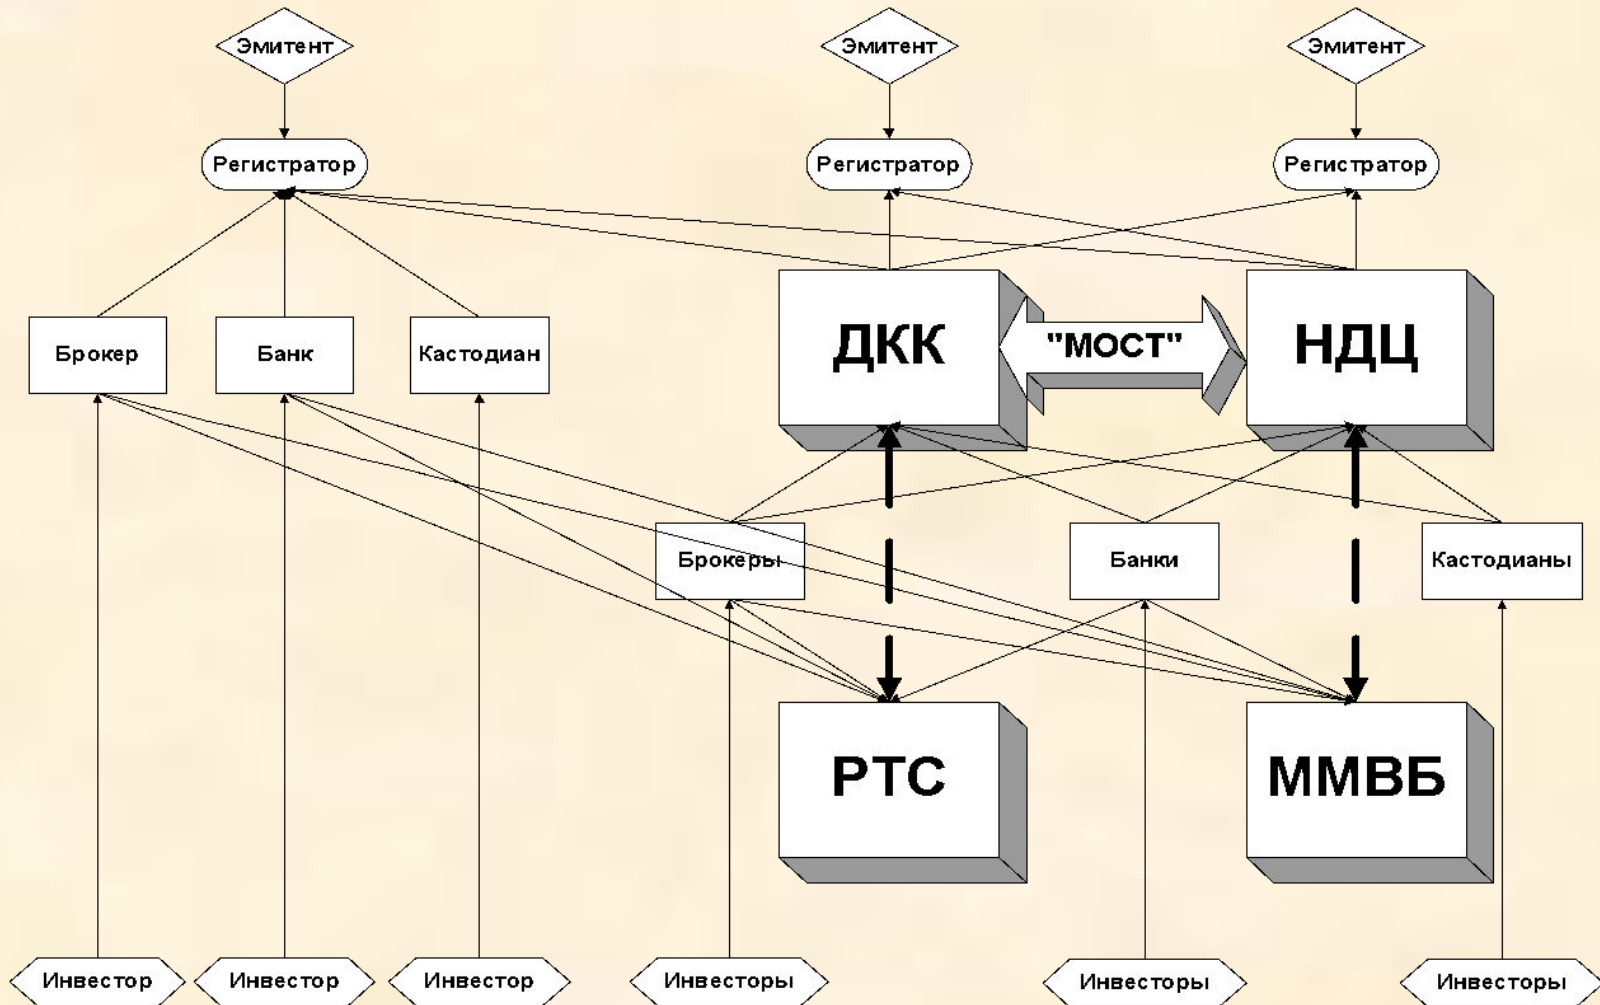 Эмитент
Эмитент
Эмитент
Регистратор
Регистратор
Регистратор
Брокер
Банк
Кастодиан
ДКК
"МОСТ"
НДЦ
Брокеры
Банки
Кастодианы
РТС
ММВБ
Инвестор
Инвестор
Инвестор
Инвесторы
Инвесторы
Инвесторы